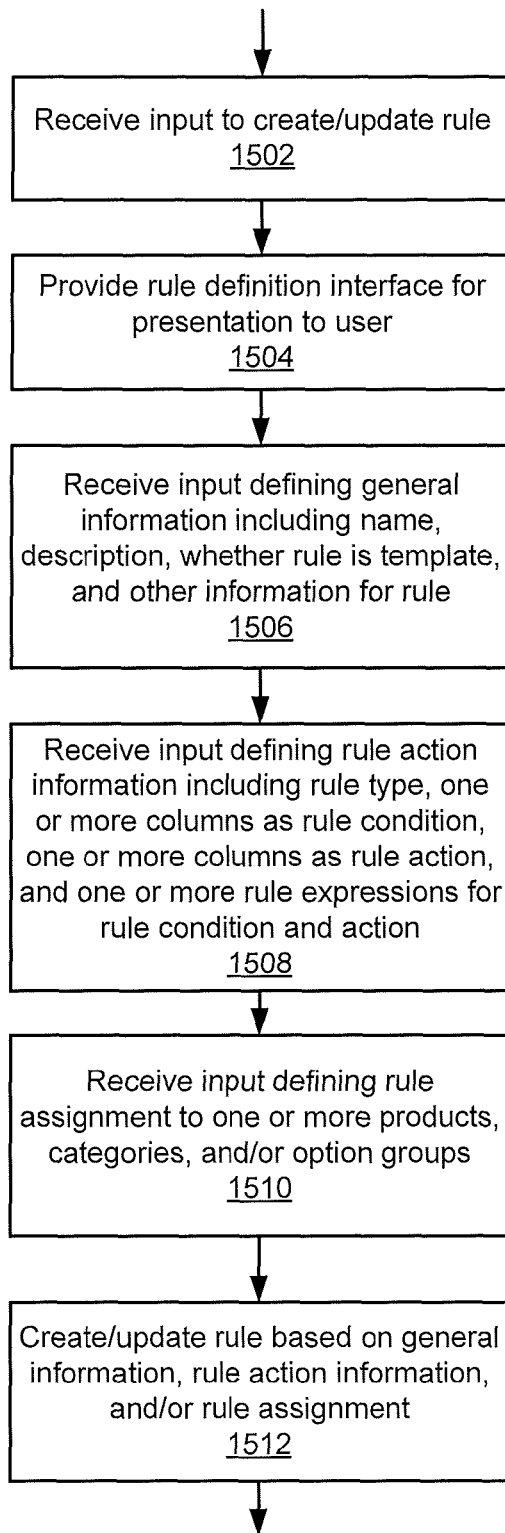 Receive input to create/update rule
1502
Provide rule definition interface for
presentation to user
1504
Receive input defining general
information including name,
description, whether rule is template,
and other information for rule
1506
Receive input defining rule action
information including rule type, one
or more columns as rule condition,
one or more columns as rule action,
and one or more rule expressions for
rule condition and action
1508
Receive input defining rule
assignment to one or more products,
categories, and/or option groups
1510
Create/update rule based on general
information, rule action information,
and/or rule assignment
1512